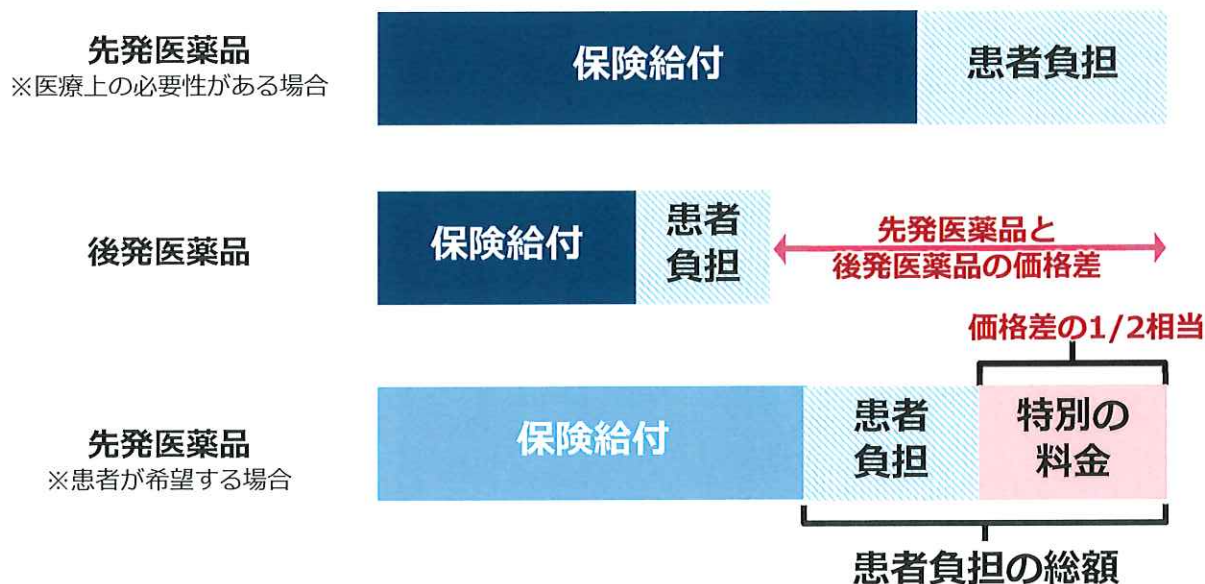 先発医薬品
※医療上の必要性がある場合
保険給付
患者負担
後発医薬品
保険給付
患者
負担
先発医薬品と
後発医薬品の価格差
価格差の1/2相当
先発医薬品
※患者が希望する場合
保険給付
患者
負担
特別の
料金
患者負担の総額